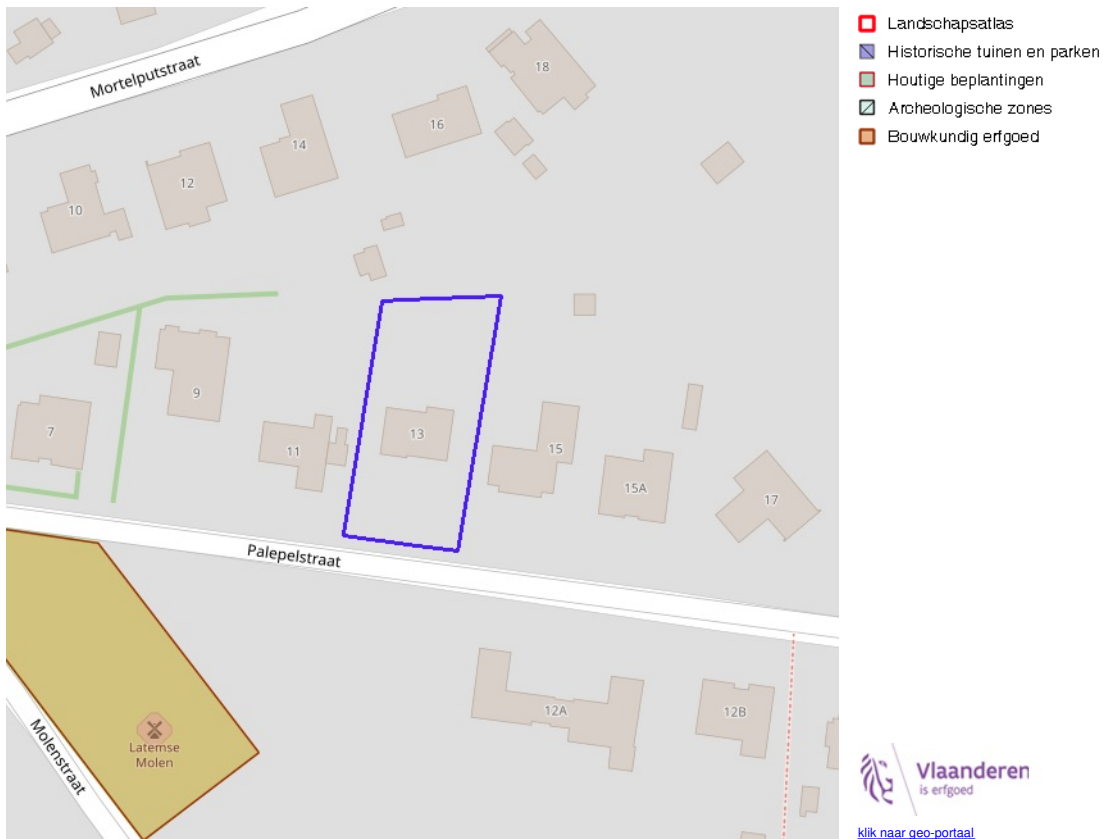 Mortelputstraat
18
16
14
12
10
9
7
11
13
15
15A
17
Palepelstraat
12A
12B
Molenstraat
Latemse
Molen
Landschapsatlas
Historische tuinen en parken
Houtige beplantingen
Archeologische zones
Bouwkundig erfgoed
Vlaanderen
is erfgoed
klik naar geo-portaal